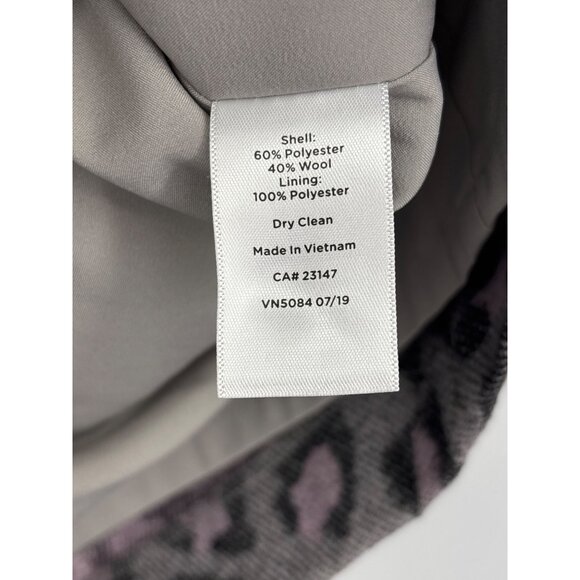 Shell:
60% Polyester
40% Wool
Lining:
100% Polyester
Dry Clean
Made In Vietnam
CA# 23147
VN5084 07/19